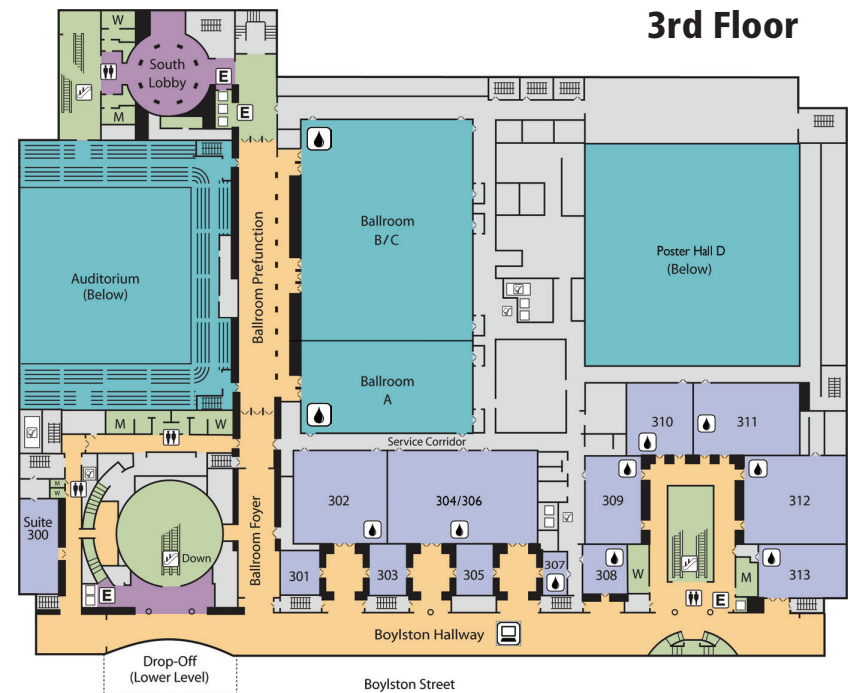 3rd Floor
W
South
Lobby
E
E
M
Ballroom
B/C
Poster Hall D
(Below)
Auditorium
(Below)
Ballroom Prefunction
Ballroom
A
M
W
310
311
Service Corridor
302
304/306
309
312
M
W
Suite
300
Down
Ballroom Foyer
301
303
305
307
308
W
M
313
E
E
Boylston Hallway
Drop-Off
(Lower Level)
Boylston Street